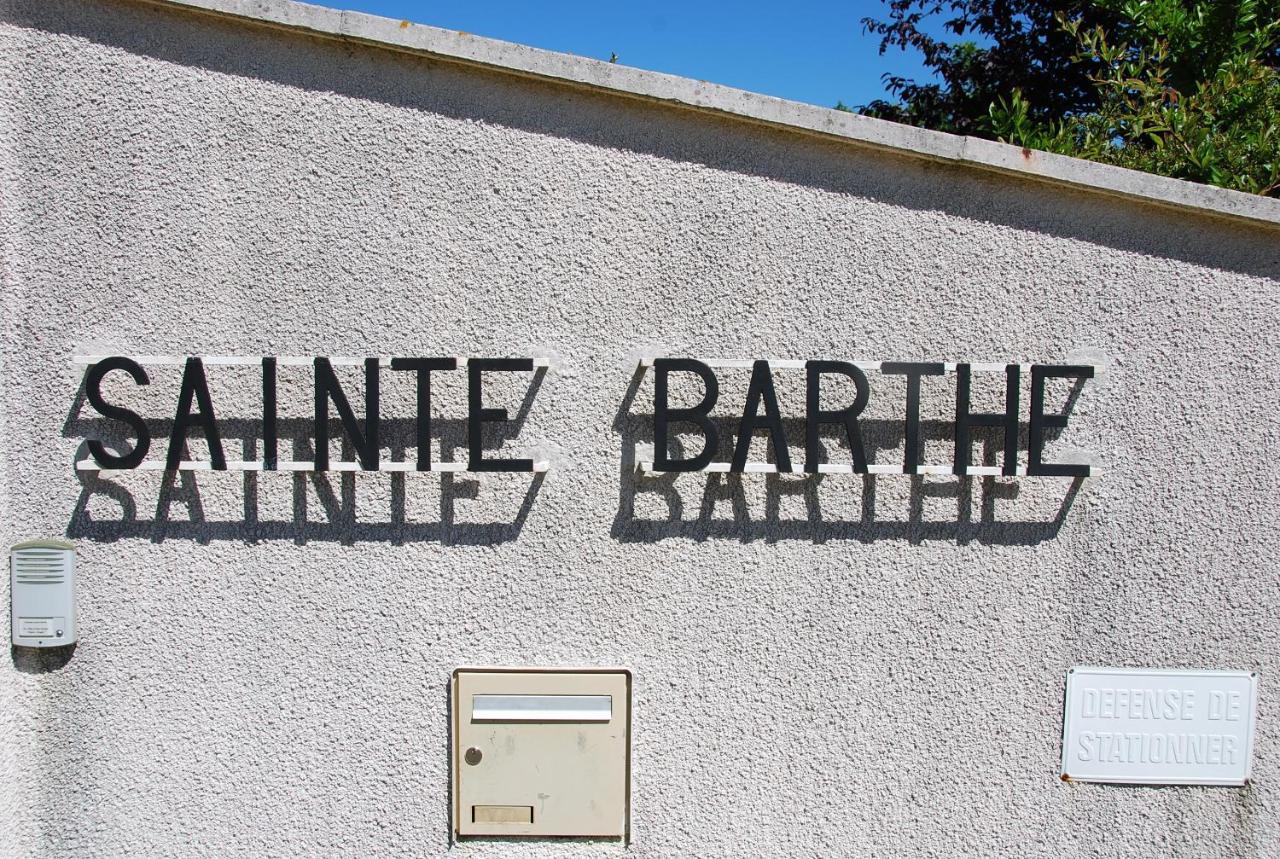 SAINTE BARTHE
DEFENSE DE
STATIONNER